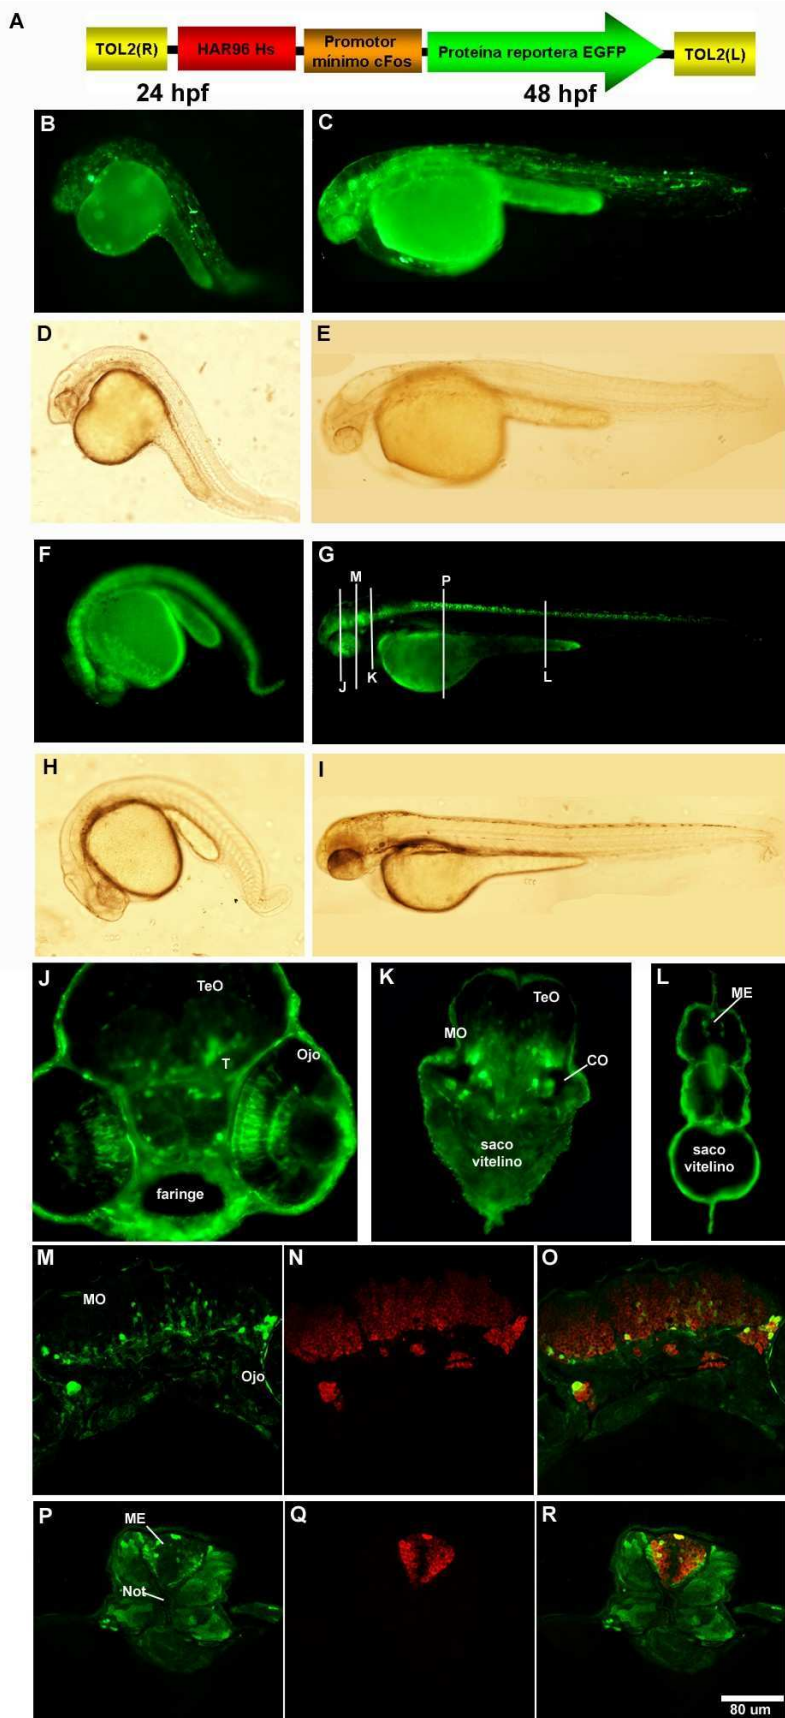 A
TOL2(R)
HAR96 Hs
Promotor
mínimo cFos
Proteína reportera EGFP
TOL2(L)
24 hpf
48 hpf
B
C
D
E
F
G
M
P
J
K
L
H
I
J
TeO
T
Ojo
faringe
K
TeO
MO
CO
saco
vitelino
L
ME
saco
vitelino
M
MO
Ojo
N
O
P
ME
Not
Q
R
80 um